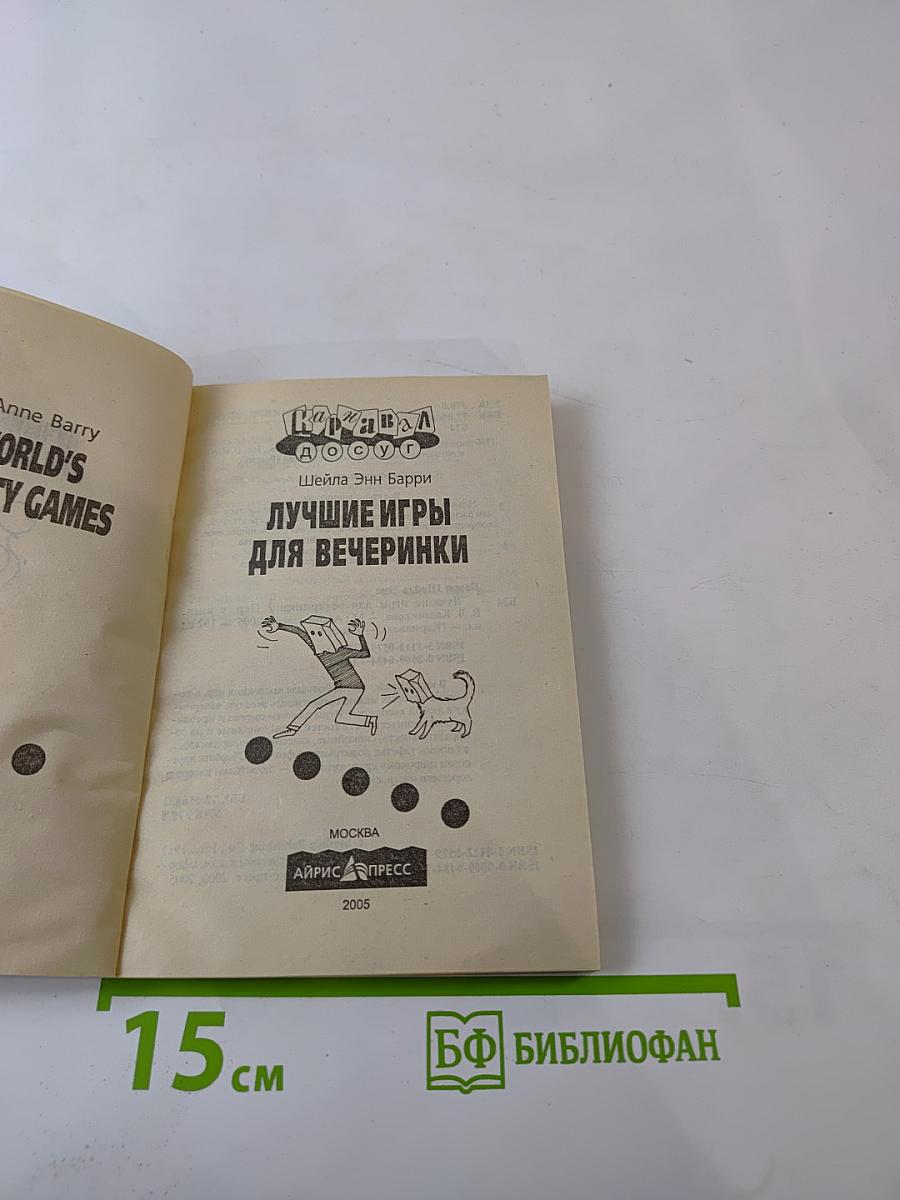 Anne Barry
ORLD'S
TY GAMES
КАРНАВАЛ
ДОСУГ
Шейла Энн Барри
ЛУЧШИЕ ИГРЫ
ДЛЯ ВЕЧЕРИНКИ
МОСКВА
АЙРИС ПРЕСС
2005
15 см
БФ БИБЛИОФАН